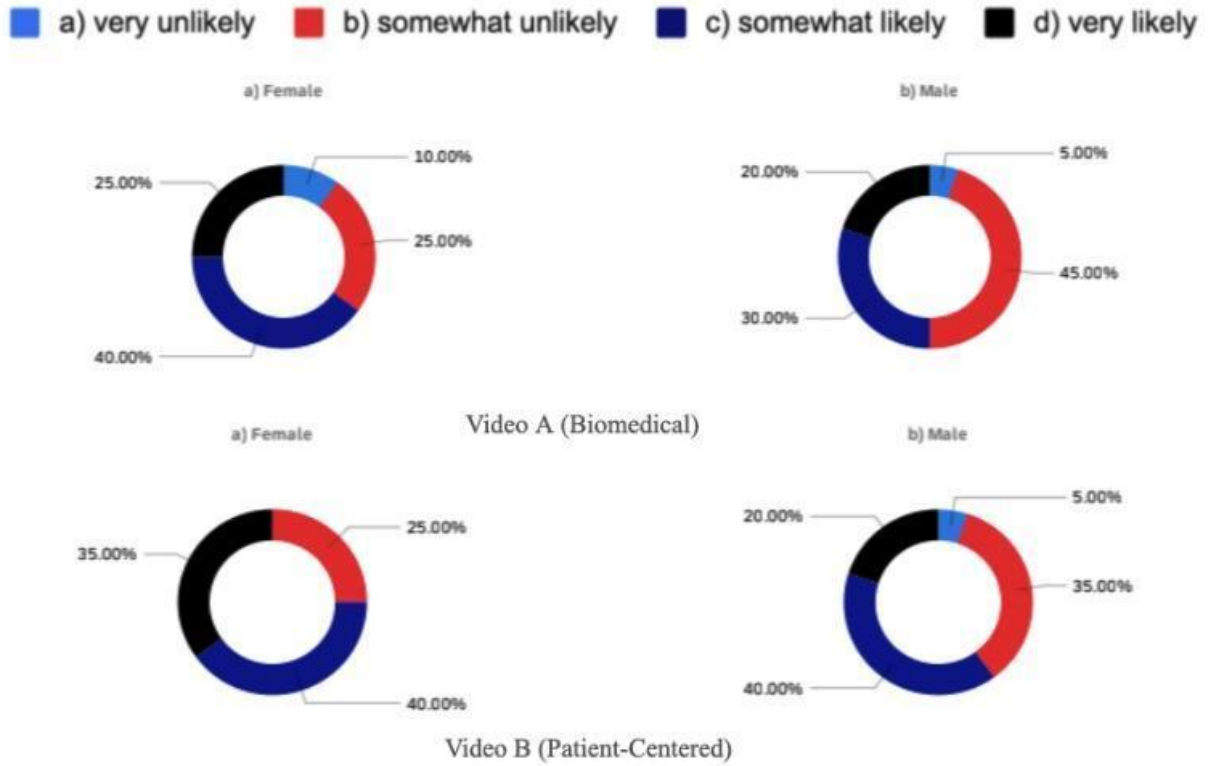 a) very unlikely b) somewhat unlikely c) somewhat likely d) very likely
a) Female
b) Male
10.00%
25.00%
25.00%
40.00%
5.00%
20.00%
45.00%
30.00%
Video A (Biomedical)
a) Female
b) Male
25.00%
35.00%
40.00%
5.00%
20.00%
35.00%
40.00%
Video B (Patient-Centered)